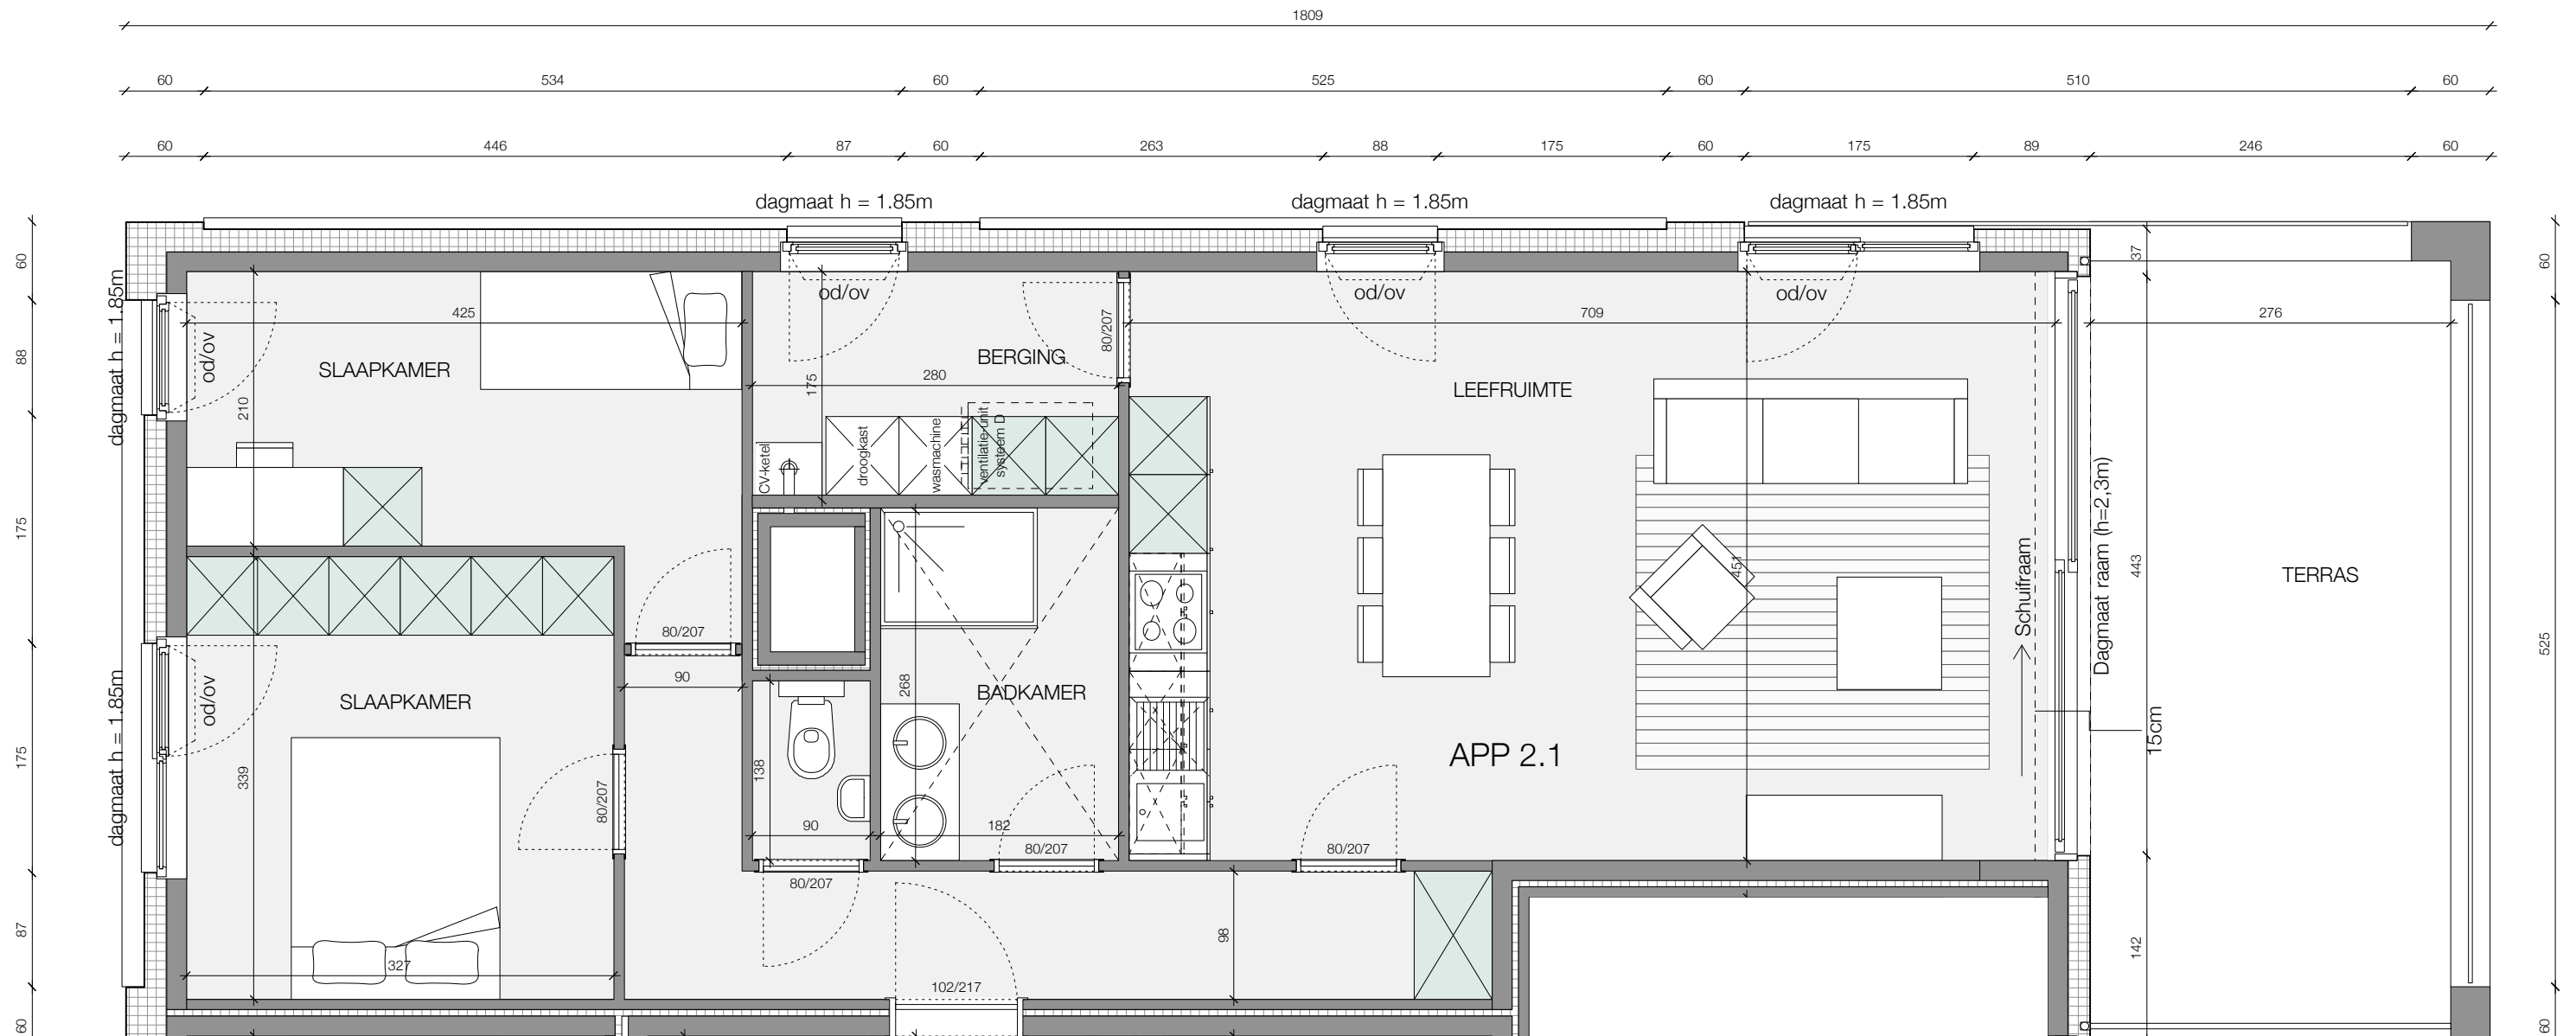 1809
60 534 60 525 60 510 60
60 446 87 60 263 88 175 60 175 89 246 60
dagmaat h = 1.85m dagmaat h = 1.85m dagmaat h = 1.85m
60
88
175
175
87
60
dagmaat h = 1.85m
dagmaat h = 1.85m
od/ov
od/ov
od/ov od/ov od/ov
425
SLAAPKAMER
210
175
BERGING
280
80/207
CV-ketel
droogkast
wasmachine
ventilatie-unit
systeem D
709
LEEFRUIMTE
451
276
37
443
142
TERRAS
Schuifraam
Dagmaat raam (h=2,3m)
15cm
60
525
60
80/207
90
SLAAPKAMER
339
327
80/207
138
90
80/207
268
BADKAMER
182
80/207
APP 2.1
80/207
98
102/217